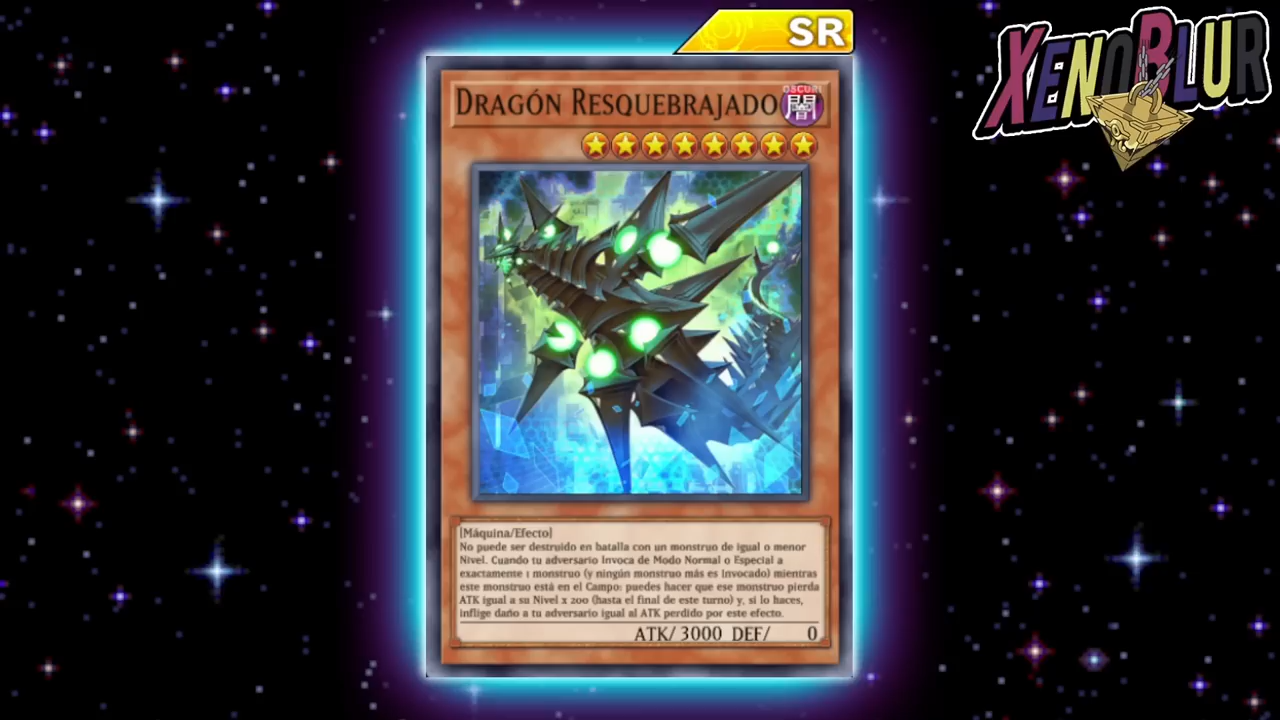 SR
XENOBLUR
DRAGÓN RESQUEBRAJADO
OSCURI
闇
[Máquina/Efecto]
No puede ser destruido en batalla con un monstruo de igual o menor
Nivel. Cuando tu adversario Invoca de Modo Normal o Especial a
exactamente 1 monstruo (y ningún monstruo más es Invocado) mientras
este monstruo está en el Campo: puedes hacer que ese monstruo pierda
ATK igual a su Nivel x 200 (hasta el final de este turno) y, si lo haces,
inflige daño a tu adversario igual al ATK perdido por este efecto.
ATK/ 3000 DEF/ 0